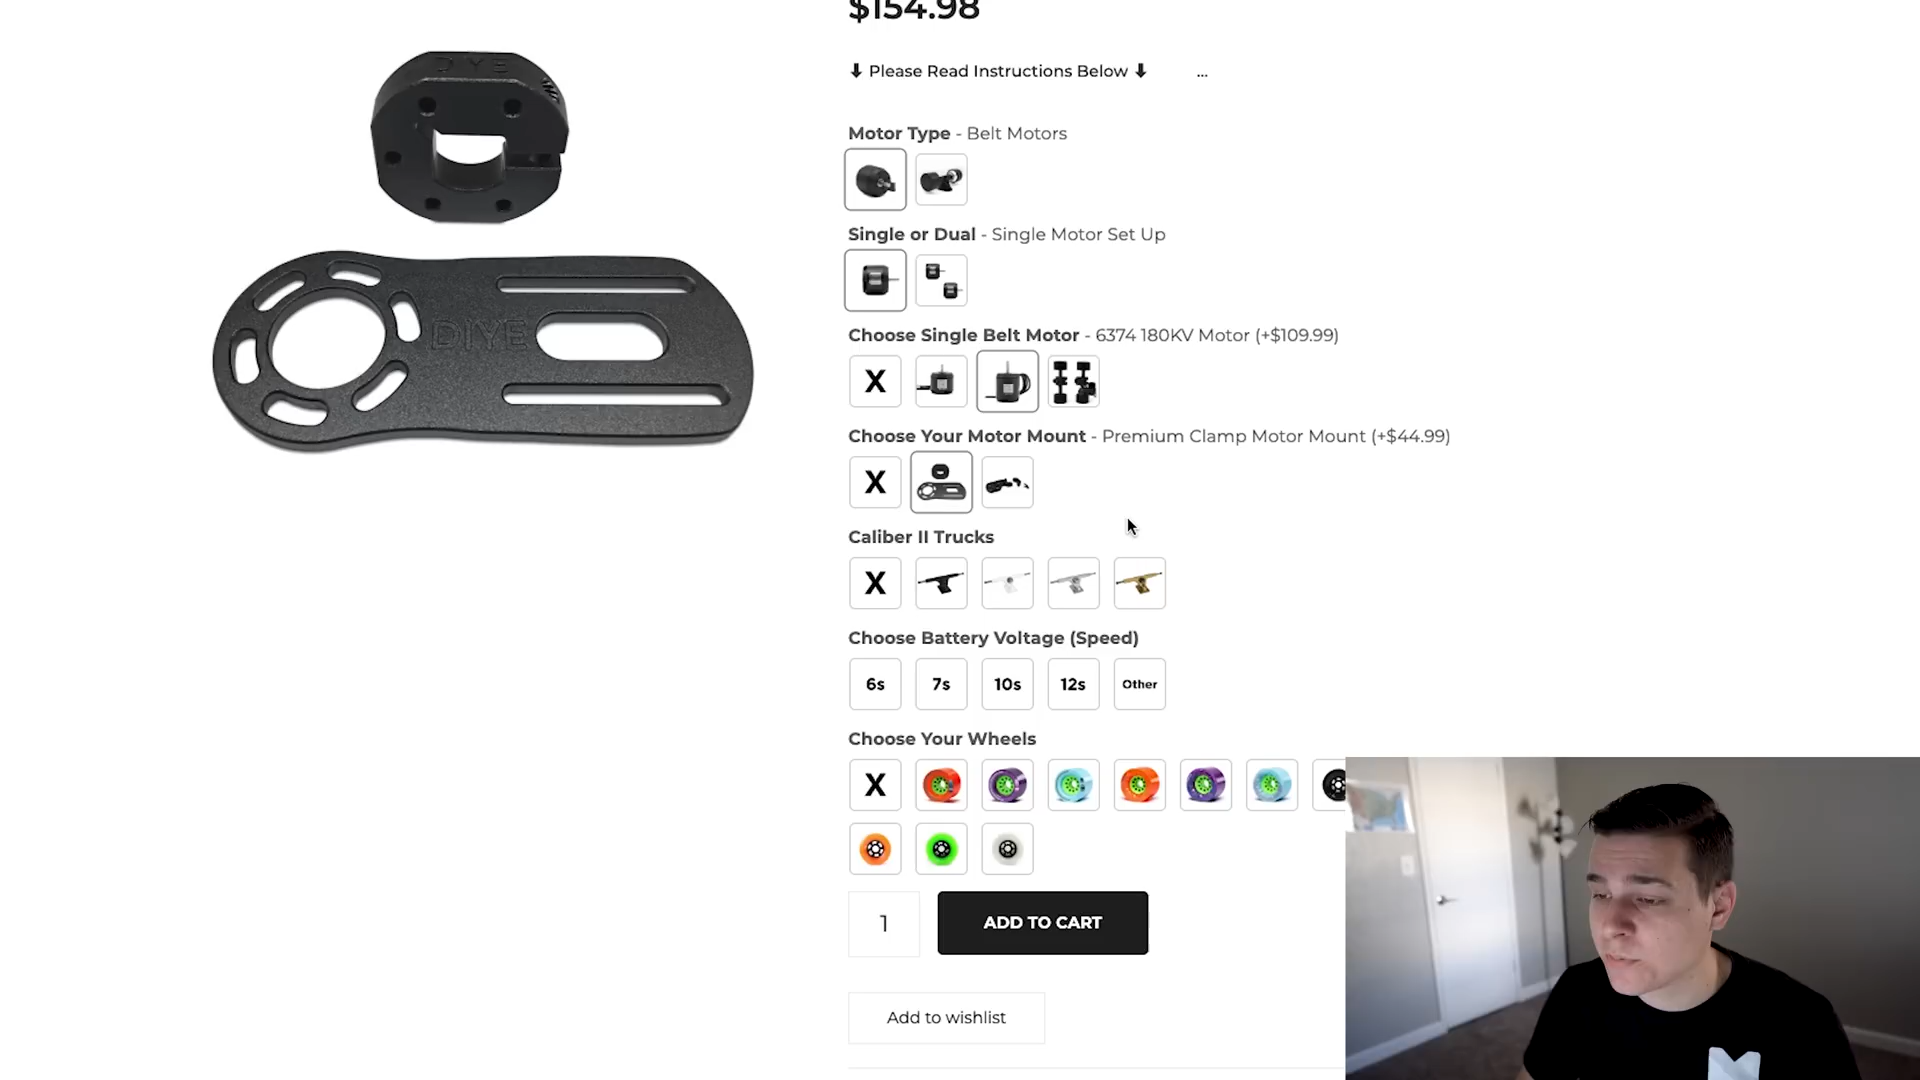 $154.98
⬇ Please Read Instructions Below ⬇ ...
Motor Type - Belt Motors
Single or Dual - Single Motor Set Up
Choose Single Belt Motor - 6374 180KV Motor (+$109.99)
X
Choose Your Motor Mount - Premium Clamp Motor Mount (+$44.99)
X
Caliber II Trucks
X
Choose Battery Voltage (Speed)
6s 7s 10s 12s Other
Choose Your Wheels
X
1 ADD TO CART
Add to wishlist
DIYE
DIYE